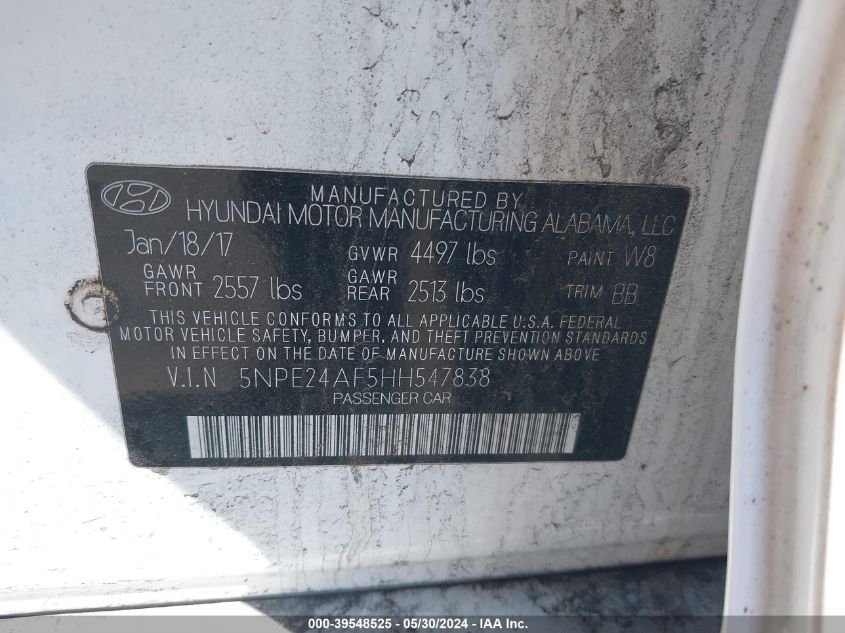 MANUFACTURED BY
HYUNDAI MOTOR MANUFACTURING ALABAMA, LLC
Jan/18/17 GVWR 4497 lbs PAINT W8
GAWR FRONT 2557 lbs GAWR REAR 2513 lbs TRIM BB
THIS VEHICLE CONFORMS TO ALL APPLICABLE U.S.A. FEDERAL
MOTOR VEHICLE SAFETY, BUMPER, AND THEFT PREVENTION STANDARDS
IN EFFECT ON THE DATE OF MANUFACTURE SHOWN ABOVE.
V.I.N 5NPE24AF5HH547838
PASSENGER CAR
000-39548525 - 05/30/2024 - IAA Inc.